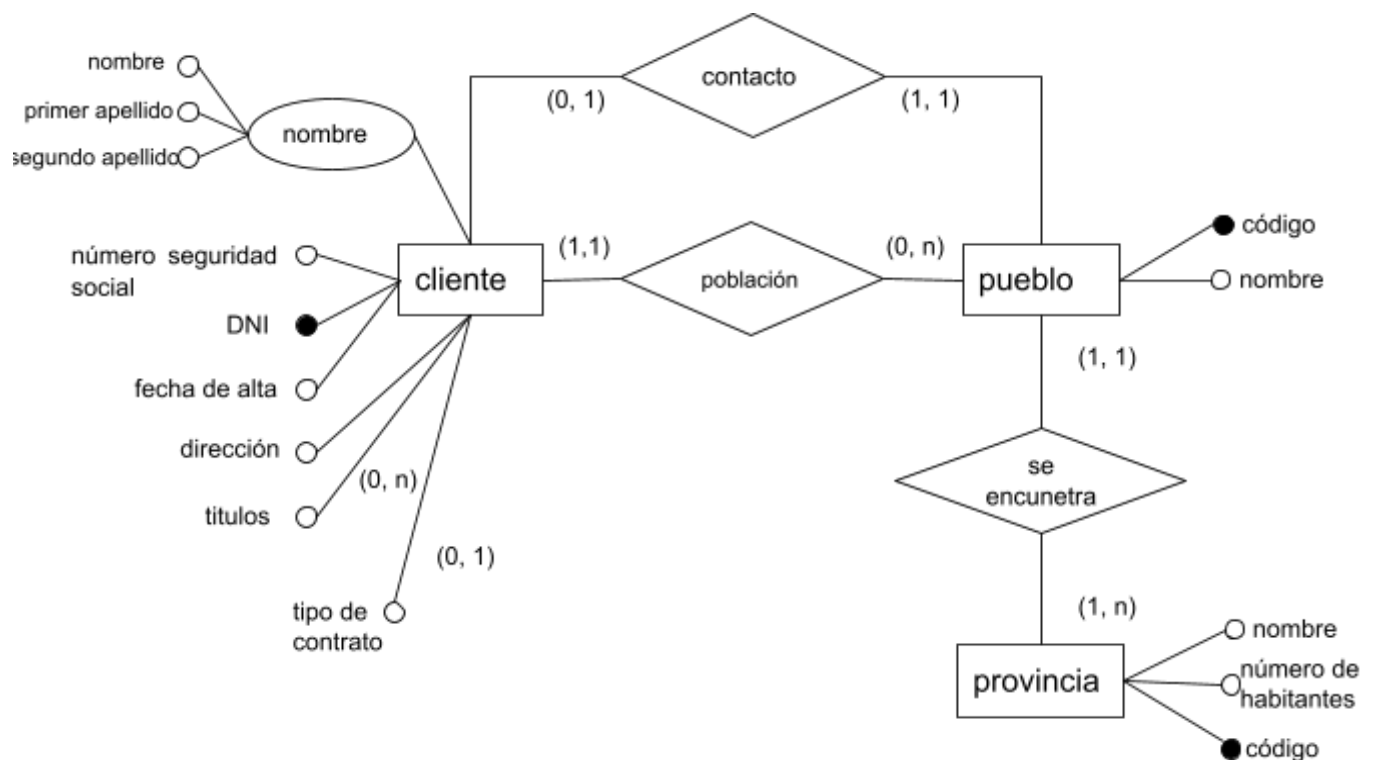 nombre
primer apellido
segundo apellido
nombre
contacto
(0, 1)
(1, 1)
número seguridad
social
DNI
fecha de alta
dirección
titulos
(0, n)
tipo de
contrato
(0, 1)
cliente
(1,1)
población
(0, n)
pueblo
código
nombre
(1, 1)
se
encunetra
(1, n)
provincia
nombre
número de
habitantes
código